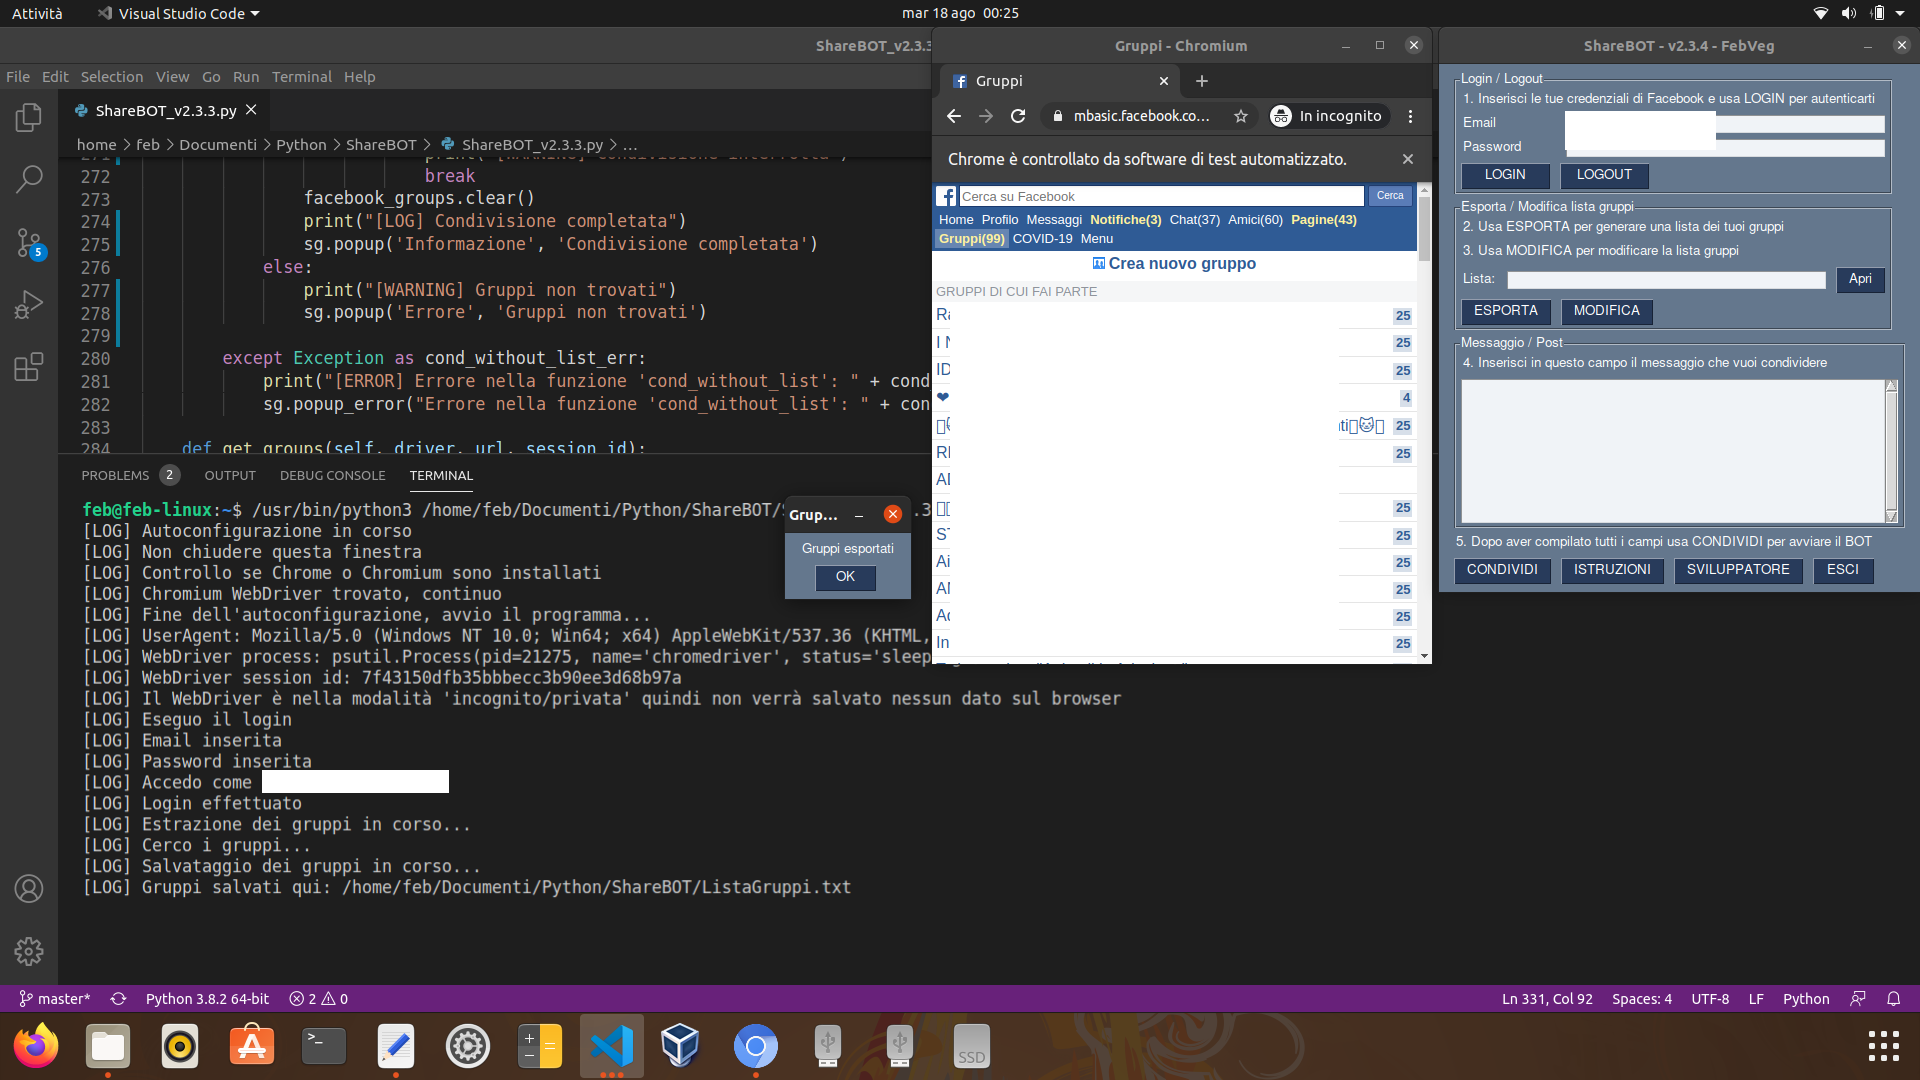 Attività
Visual Studio Code
mar 18 ago 00:25
ShareBOT_v2.3.3
File Edit Selection View Go Run Terminal Help
ShareBOT_v2.3.3.py
home > feb > Documenti > Python > ShareBOT > ShareBOT_v2.3.3.py > ...
272 break
273 facebook_groups.clear()
274 print("[LOG] Condivisione completata")
275 sg.popup('Informazione', 'Condivisione completata')
276 else:
277 print("[WARNING] Gruppi non trovati")
278 sg.popup('Errore', 'Gruppi non trovati')
279
280 except Exception as cond_without_list_err:
281 print("[ERROR] Errore nella funzione 'cond_without_list': " + cond
282 sg.popup_error("Errore nella funzione 'cond_without_list': " + con
283
284 def get_groups(self, driver, url, session_id):
5
PROBLEMS 2 OUTPUT DEBUG CONSOLE TERMINAL
feb@feb-linux:~$ /usr/bin/python3 /home/feb/Documenti/Python/ShareBOT/
[LOG] Autoconfigurazione in corso
[LOG] Non chiudere questa finestra
[LOG] Controllo se Chrome o Chromium sono installati
[LOG] Chromium WebDriver trovato, continuo
[LOG] Fine dell'autoconfigurazione, avvio il programma...
[LOG] UserAgent: Mozilla/5.0 (Windows NT 10.0; Win64; x64) AppleWebKit/537.36 (KHTML,
[LOG] WebDriver process: psutil.Process(pid=21275, name='chromedriver', status='sleep
[LOG] WebDriver session id: 7f43150dfb35bbbecc3b90ee3d68b97a
[LOG] Il WebDriver è nella modalità 'incognito/privata' quindi non verrà salvato nessun dato sul browser
[LOG] Eseguo il login
[LOG] Email inserita
[LOG] Password inserita
[LOG] Accedo come
[LOG] Login effettuato
[LOG] Estrazione dei gruppi in corso...
[LOG] Cerco i gruppi...
[LOG] Salvataggio dei gruppi in corso...
[LOG] Gruppi salvati qui: /home/feb/Documenti/Python/ShareBOT/ListaGruppi.txt
Grup...
Gruppi esportati
OK
Gruppi - Chromium
Gruppi
mbasic.facebook.co...
In incognito
Chrome è controllato da software di test automatizzato.
Cerca su Facebook
Cerca
Home Profilo Messaggi Notifiche(3) Chat(37) Amici(60) Pagine(43)
Gruppi(99) COVID-19 Menu
Crea nuovo gruppo
GRUPPI DI CUI FAI PARTE
25
I 25
ID 25
❤ 4
ti 25
25
25
ST 25
Ai 25
25
25
In 25
ShareBOT - v2.3.4 - FebVeg
Login / Logout
1. Inserisci le tue credenziali di Facebook e usa LOGIN per autenticarti
Email
Password
LOGIN LOGOUT
Esporta / Modifica lista gruppi
2. Usa ESPORTA per generare una lista dei tuoi gruppi
3. Usa MODIFICA per modificare la lista gruppi
Lista: Apri
ESPORTA MODIFICA
Messaggio / Post
4. Inserisci in questo campo il messaggio che vuoi condividere
5. Dopo aver compilato tutti i campi usa CONDIVIDI per avviare il BOT
CONDIVIDI ISTRUZIONI SVILUPPATORE ESCI
master* Python 3.8.2 64-bit 2 0
Ln 331, Col 92 Spaces: 4 UTF-8 LF Python
SSD